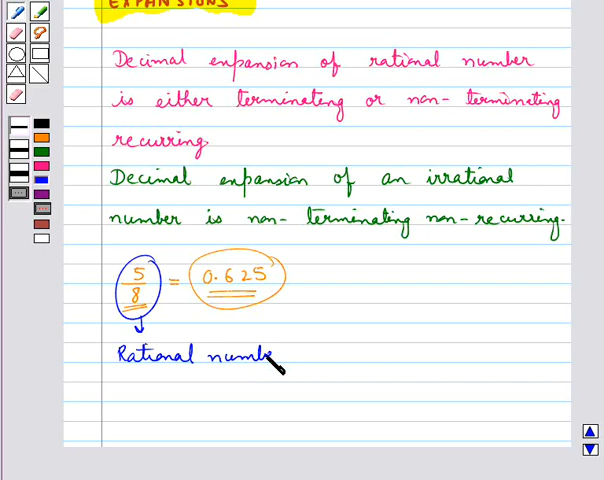 EXPANSIONS
Decimal expansion of rational number
is either terminating or non-terminating
recurring.
Decimal expansion of an irrational
number is non-terminating non-recurring.
5/8 = 0.625
Rational numb